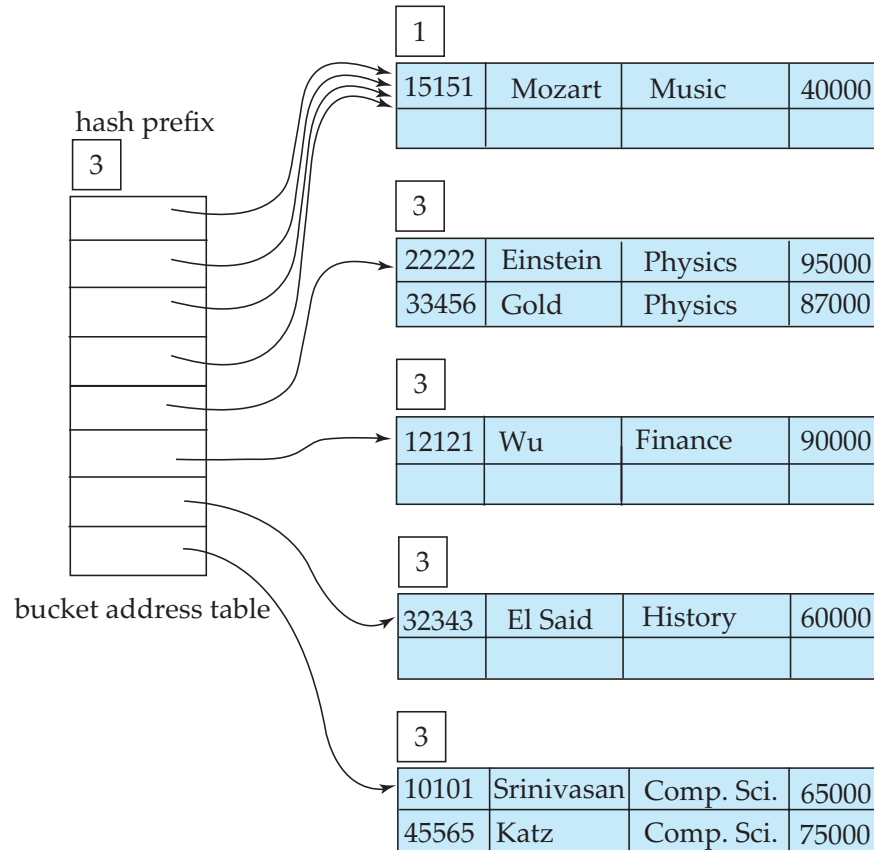 1
15151 Mozart Music 40000
hash prefix
3
3
22222 Einstein Physics 95000
33456 Gold Physics 87000
3
12121 Wu Finance 90000
bucket address table
3
32343 El Said History 60000
3
10101 Srinivasan Comp. Sci. 65000
45565 Katz Comp. Sci. 75000